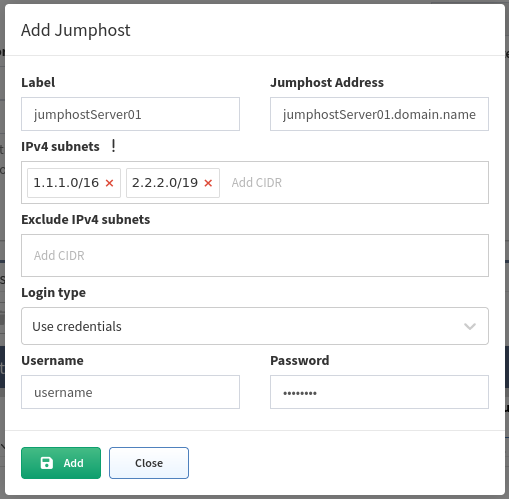 Add Jumphost
Label Jumphost Address
jumphostServer01 jumphostServer01.domain.name
IPv4 subnets !
1.1.1.0/16 × 2.2.2.0/19 × Add CIDR
Exclude IPv4 subnets
Add CIDR
Login type
Use credentials
Username Password
username ••••••••
Add Close